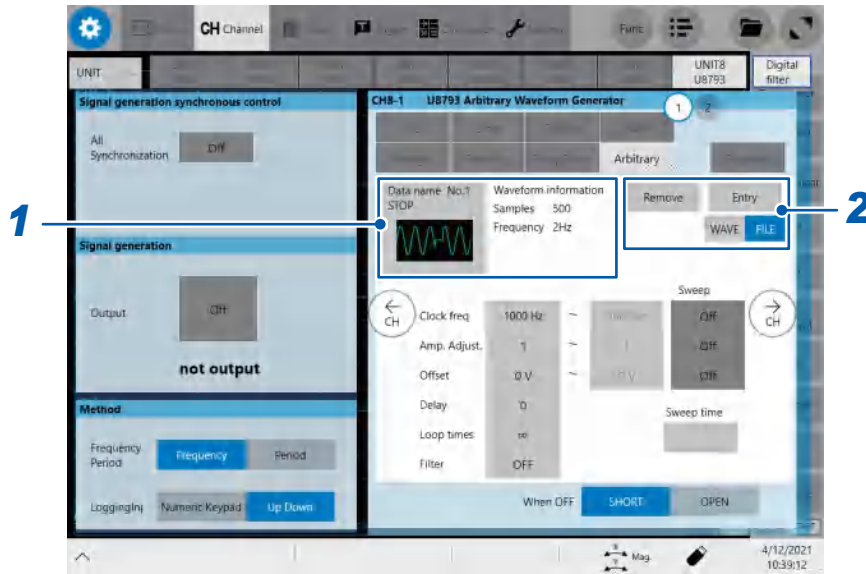 CH Channel
Func
UNIT
UNIT8
U8793
Digital
filter
Signal generation synchronous control
All
Synchronization
Off
Signal generation
Output
Off
not output
Method
Frequency
Period
Frequency
Period
Numeric Keypad
Up Down
CH8-1 U8793 Arbitrary Waveform Generator
1
2
Arbitrary
Data name No.1
STOP
Waveform information
Samples 500
Frequency 2Hz
Remove
Entry
WAVE
FILE
1
2
Sweep
← CH
→ CH
Clock freq 1000 Hz ~ Off
Amp. Adjust. 1 ~ 1 Off
Offset 0 V ~ 0 V Off
Delay 0
Sweep time
Loop times ∞
Filter OFF
When OFF SHORT OPEN
X
Y
Mag.
4/12/2021
10:39:12